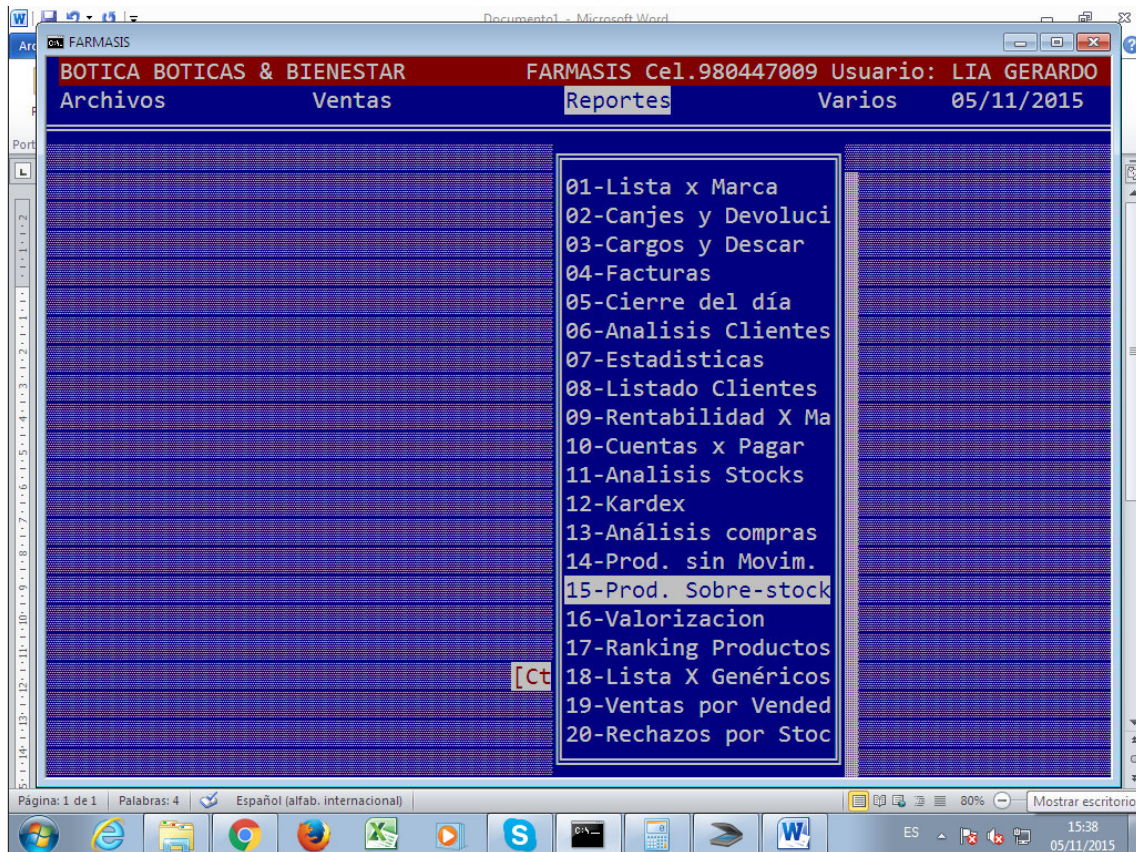 Documento1 - Microsoft Word
FARMASIS
BOTICA BOTICAS & BIENESTAR FARMASIS Cel.980447009 Usuario: LIA GERARDO
Archivos Ventas Reportes Varios 05/11/2015
Port
01-Lista x Marca
02-Canjes y Devoluci
03-Cargos y Descar
04-Facturas
05-Cierre del día
06-Analisis Clientes
07-Estadisticas
08-Listado Clientes
09-Rentabilidad X Ma
10-Cuentas x Pagar
11-Analisis Stocks
12-Kardex
13-Análisis compras
14-Prod. sin Movim.
15-Prod. Sobre-stock
16-Valorizacion
17-Ranking Productos
[Ct 18-Lista X Genéricos
19-Ventas por Vended
20-Rechazos por Stoc
Página: 1 de 1 Palabras: 4 Español (alfab. internacional) 80% Mostrar escritorio
ES 15:38
05/11/2015